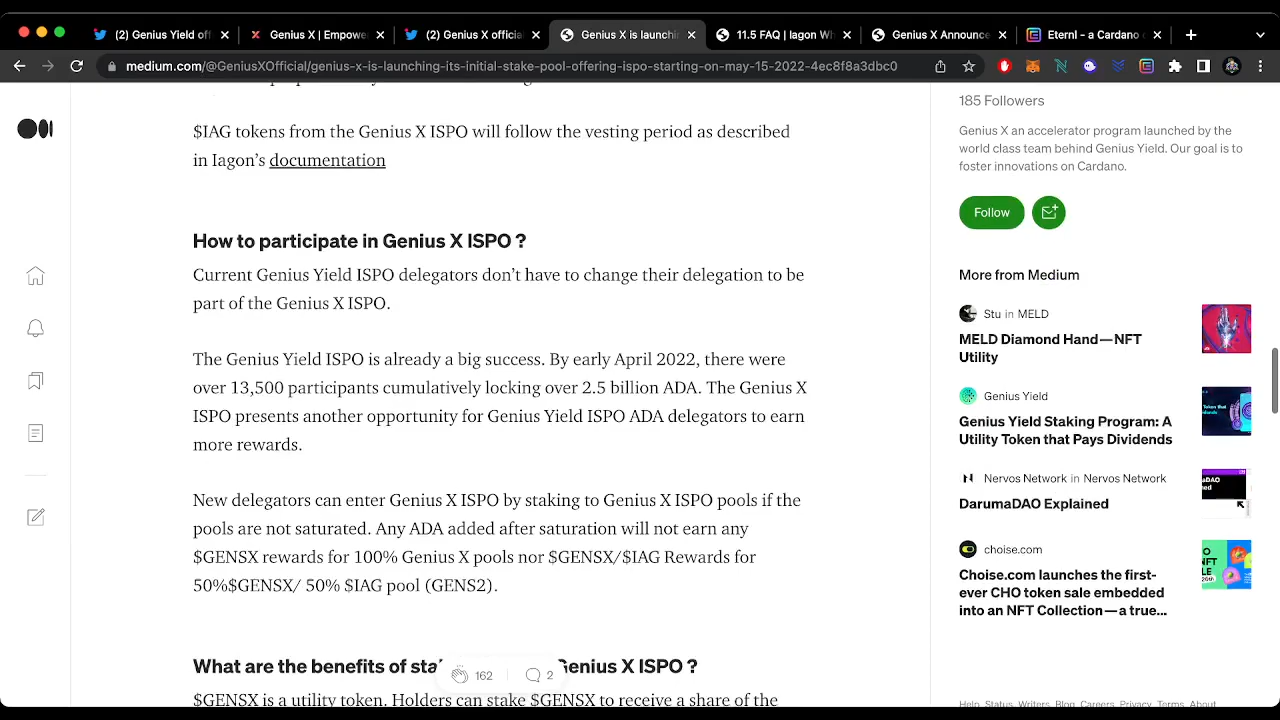 (2) Genius Yield off
Genius X | Empowe
(2) Genius X officia
Genius X is launchi
11.5 FAQ | Iagon Wh
Genius X Announce
Eternl - a Cardano
medium.com/@GeniusXOfficial/genius-x-is-launching-its-initial-stake-pool-offering-ispo-starting-on-may-15-2022-4ec8f8a3dbc0
$IAG tokens from the Genius X ISPO will follow the vesting period as described
in Iagon's documentation
How to participate in Genius X ISPO ?
Current Genius Yield ISPO delegators don't have to change their delegation to be
part of the Genius X ISPO.
The Genius Yield ISPO is already a big success. By early April 2022, there were
over 13,500 participants cumulatively locking over 2.5 billion ADA. The Genius X
ISPO presents another opportunity for Genius Yield ISPO ADA delegators to earn
more rewards.
New delegators can enter Genius X ISPO by staking to Genius X ISPO pools if the
pools are not saturated. Any ADA added after saturation will not earn any
$GENSX rewards for 100% Genius X pools nor $GENSX/$IAG Rewards for
50%$GENSX/ 50% $IAG pool (GENS2).
What are the benefits of sta Genius X ISPO ?
162
2
$GENSX is a utility token. Holders can stake $GENSX to receive a share of the
185 Followers
Genius X an accelerator program launched by the
world class team behind Genius Yield. Our goal is to
foster innovations on Cardano.
Follow
More from Medium
Stu in MELD
MELD Diamond Hand—NFT
Utility
Genius Yield
Genius Yield Staking Program: A
Utility Token that Pays Dividends
Nervos Network in Nervos Network
DarumaDAO Explained
choise.com
Choise.com launches the first-
ever CHO token sale embedded
into an NFT Collection—a true...
Help Status Writers Blog Careers Privacy Terms About